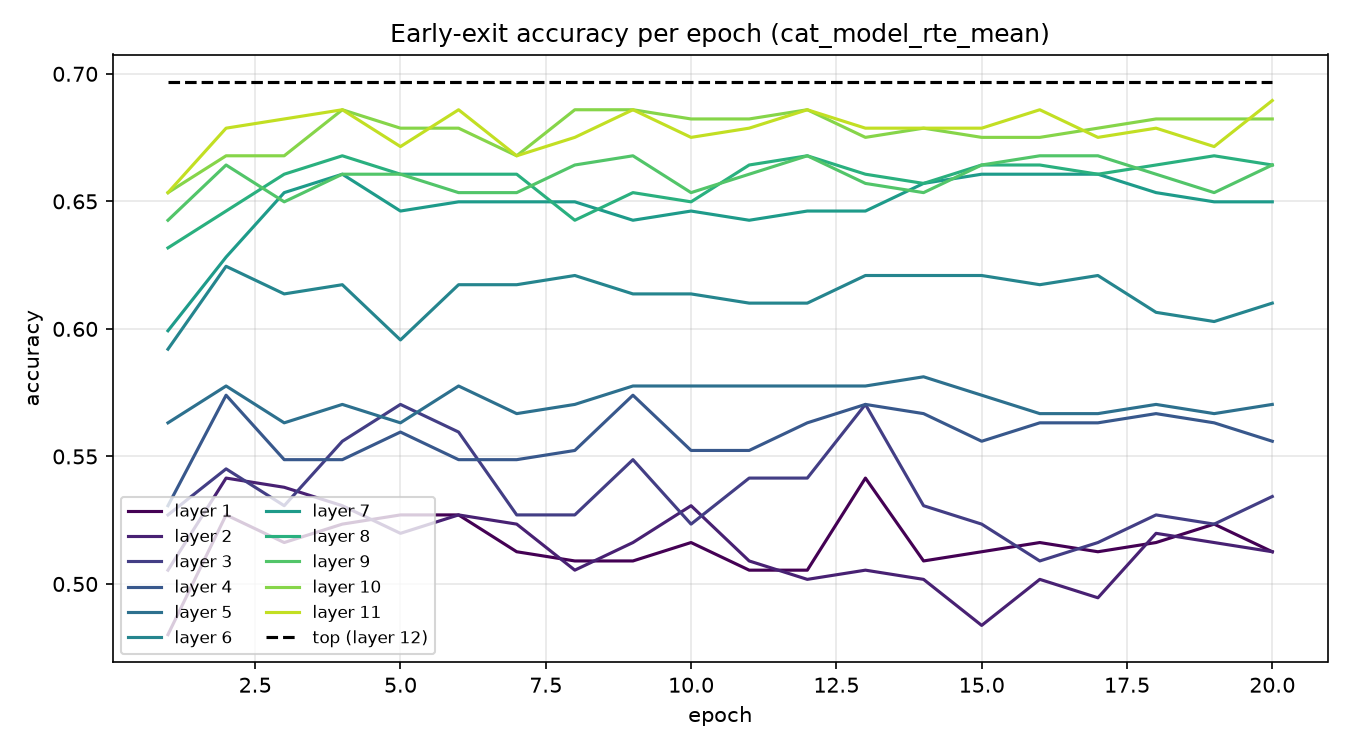 Early-exit accuracy per epoch (cat_model_rte_mean)
0.70
0.65
0.60
0.55
0.50
accuracy
layer 1
layer 2
layer 3
layer 4
layer 5
layer 6
layer 7
layer 8
layer 9
layer 10
layer 11
top (layer 12)
2.5 5.0 7.5 10.0 12.5 15.0 17.5 20.0
epoch